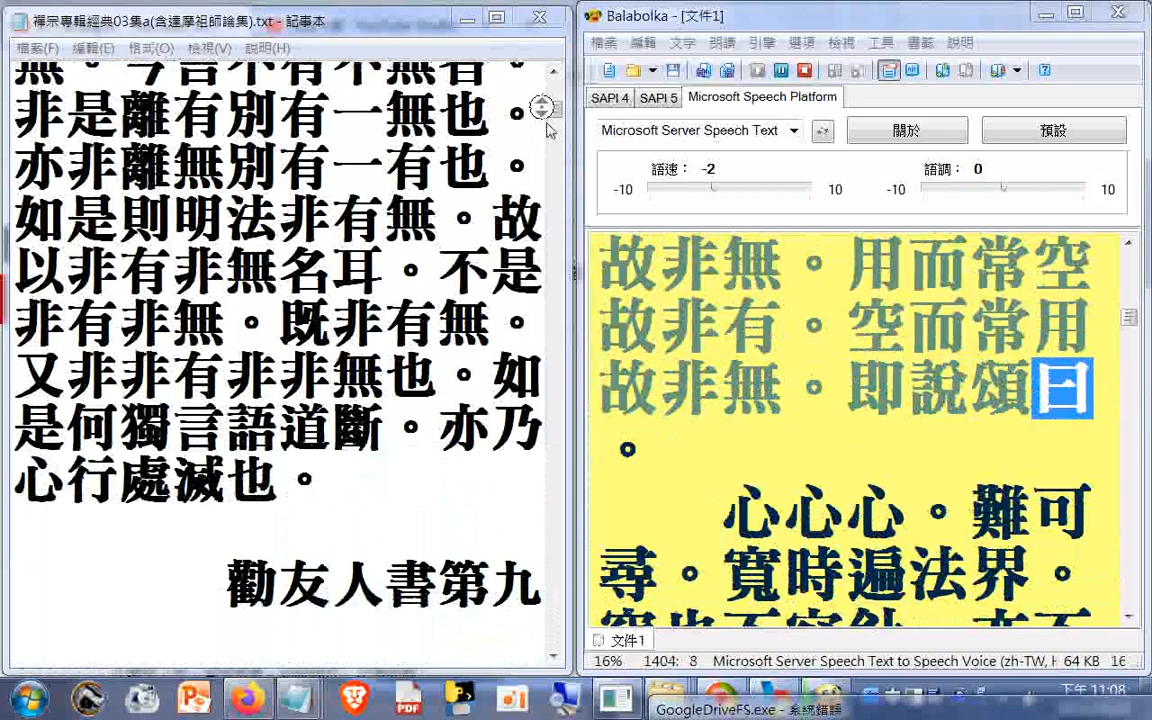 禪宗專輯經典03集a(含達摩祖師論集).txt - 記事本
檔案(F) 編輯(E) 格式(O) 檢視(V) 說明(H)
無。今言不有不無者。
非是離有別有一無也。
亦非離無別有一有也。
如是則明法非有無。故
以非有非無名耳。不是
非有非無。既非有無。
又非非有非非無也。如
是何獨言語道斷。亦乃
心行處滅也。
勸友人書第九
Balabolka - [文件1]
檔案 編輯 文字 朗讀 引擎 選項 檢視 工具 書籤 說明
SAPI 4 SAPI 5 Microsoft Speech Platform
Microsoft Server Speech Text 關於 預設
語速： -2 語調： 0
-10 10 -10 10
故非無。用而常空
故非有。空而常用
故非無。即說頌曰
。
心心心。難可
尋。寬時遍法界。
文件1
16% 1404: 8 Microsoft Server Speech Text to Speech Voice (zh-TW, H 64 KB 16
下午 11:08
GoogleDriveFS.exe - 系統錯誤